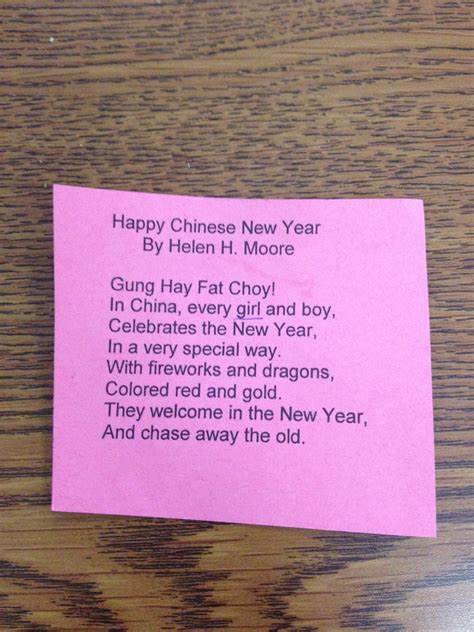 Happy Chinese New Year
By Helen H. Moore
Gung Hay Fat Choy!
In China, every girl and boy,
Celebrates the New Year,
In a very special way.
With fireworks and dragons,
Colored red and gold.
They welcome in the New Year,
And chase away the old.